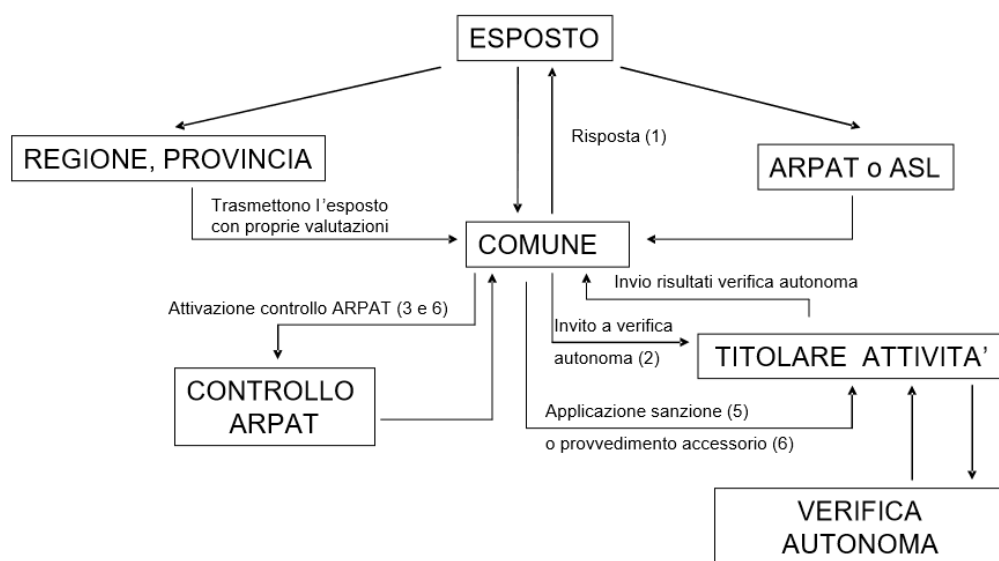 ESPOSTO
Risposta (1)
REGIONE, PROVINCIA
ARPAT o ASL
Trasmettono l'esposto
con proprie valutazioni
COMUNE
Invio risultati verifica autonoma
Attivazione controllo ARPAT (3 e 6)
Invito a verifica
autonoma (2)
TITOLARE ATTIVITA'
CONTROLLO
ARPAT
Applicazione sanzione (5)
o provvedimento accessorio (6)
VERIFICA
AUTONOMA